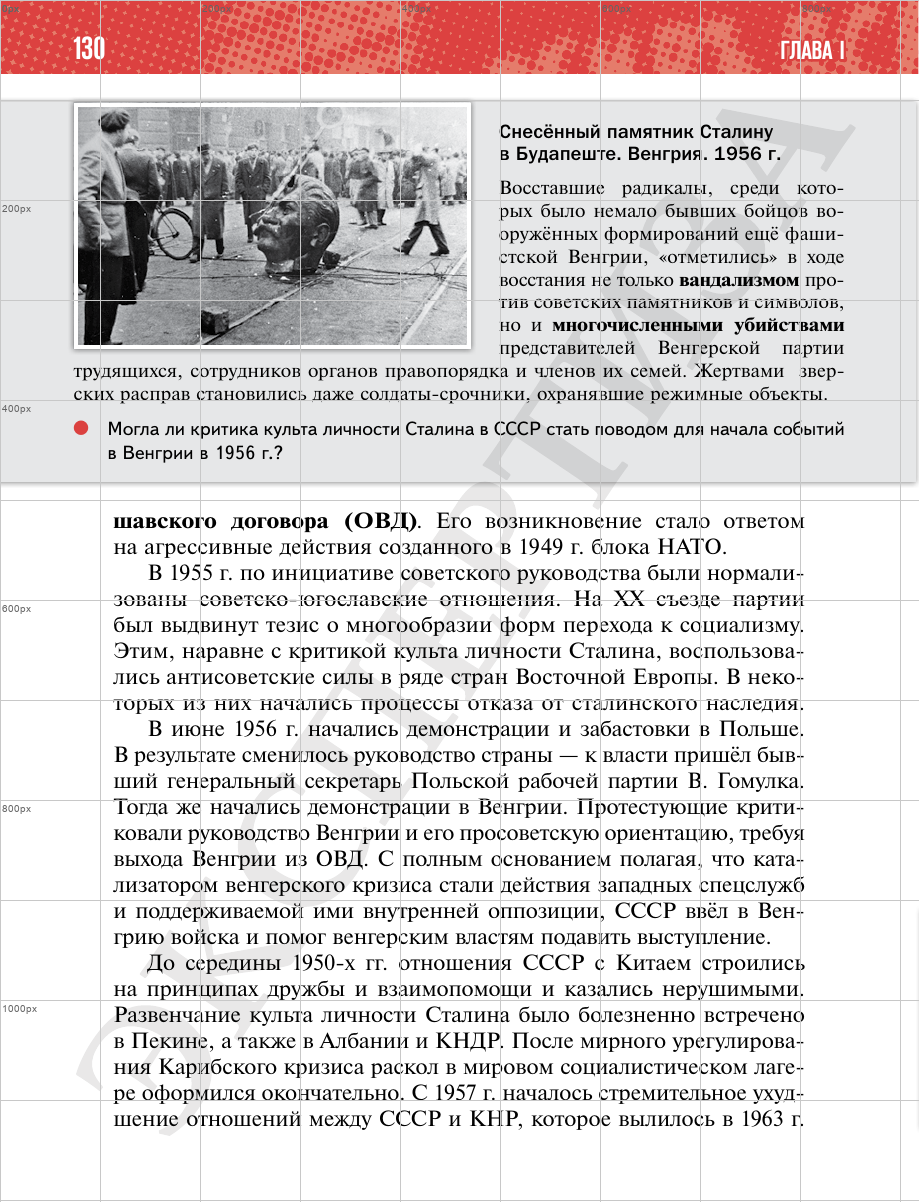 130
ГЛАВА I
Снесённый памятник Сталину
в Будапеште. Венгрия. 1956 г.
Восставшие радикалы, среди кото-
рых было немало бывших бойцов во-
оружённых формирований ещё фаши-
стской Венгрии, «отметились» в ходе
восстания не только вандализмом про-
тив советских памятников и символов,
но и многочисленными убийствами
представителей Венгерской партии
трудящихся, сотрудников органов правопорядка и членов их семей. Жертвами звер-
ских расправ становились даже солдаты-срочники, охранявшие режимные объекты.
Могла ли критика культа личности Сталина в СССР стать поводом для начала событий
в Венгрии в 1956 г.?
шавского договора (ОВД). Его возникновение стало ответом
на агрессивные действия созданного в 1949 г. блока НАТО.
В 1955 г. по инициативе советского руководства были нормали-
зованы советско-югославские отношения. На XX съезде партии
был выдвинут тезис о многообразии форм перехода к социализму.
Этим, наравне с критикой культа личности Сталина, воспользова-
лись антисоветские силы в ряде стран Восточной Европы. В неко-
торых из них начались процессы отказа от сталинского наследия.
В июне 1956 г. начались демонстрации и забастовки в Польше.
В результате сменилось руководство страны — к власти пришёл быв-
ший генеральный секретарь Польской рабочей партии В. Гомулка.
Тогда же начались демонстрации в Венгрии. Протестующие крити-
ковали руководство Венгрии и его просоветскую ориентацию, требуя
выхода Венгрии из ОВД. С полным основанием полагая, что ката-
лизатором венгерского кризиса стали действия западных спецслужб
и поддерживаемой ими внутренней оппозиции, СССР ввёл в Вен-
грию войска и помог венгерским властям подавить выступление.
До середины 1950-х гг. отношения СССР с Китаем строились
на принципах дружбы и взаимопомощи и казались нерушимыми.
Развенчание культа личности Сталина было болезненно встречено
в Пекине, а также в Албании и КНДР. После мирного урегулирова-
ния Карибского кризиса раскол в мировом социалистическом лаге-
ре оформился окончательно. С 1957 г. началось стремительное ухуд-
шение отношений между СССР и КНР, которое вылилось в 1963 г.
ЭКСПЕРТИЗА
200px
400px
600px
800px
1000px